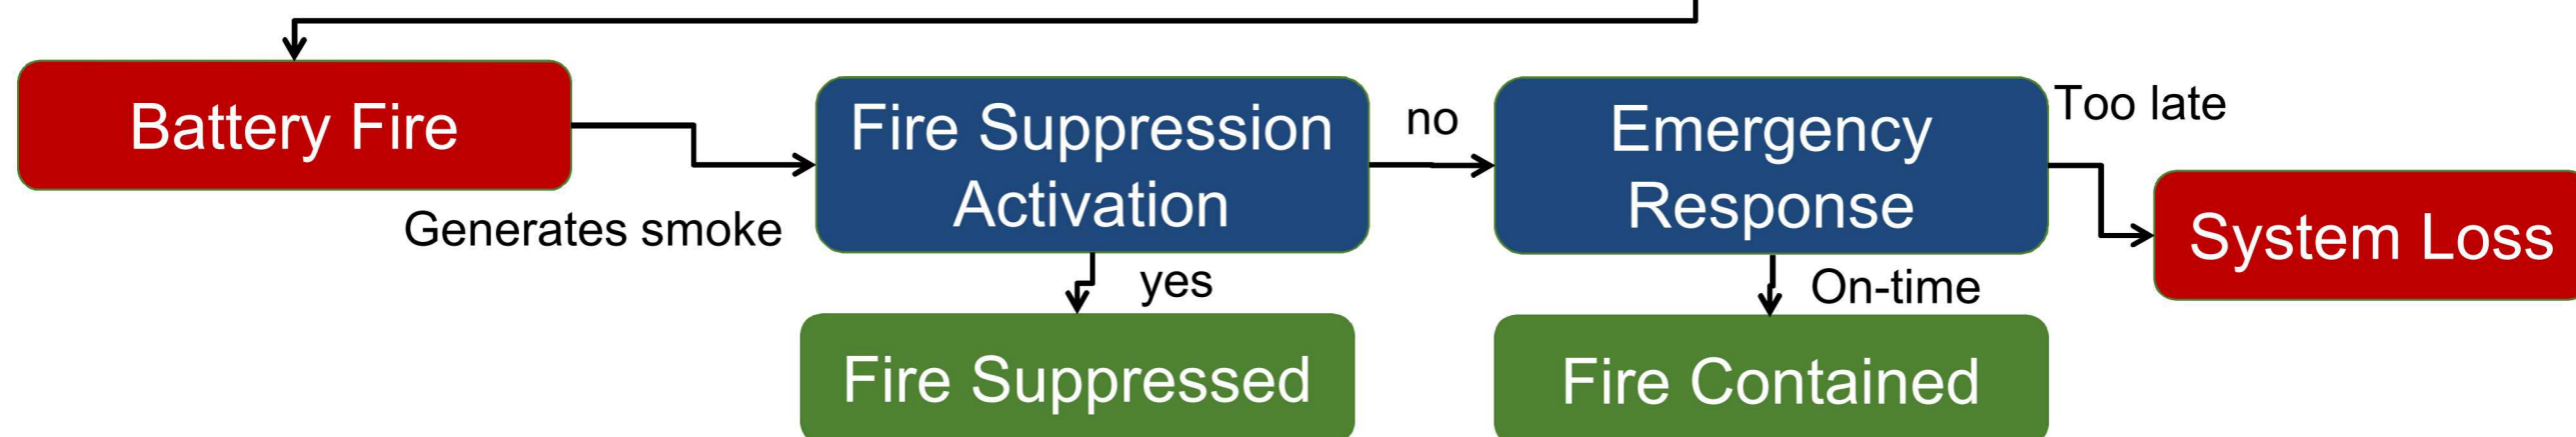 Battery Fire
Generates smoke
Fire Suppression
Activation
no
yes
Fire Suppressed
Emergency
Response
On-time
Fire Contained
Too late
System Loss